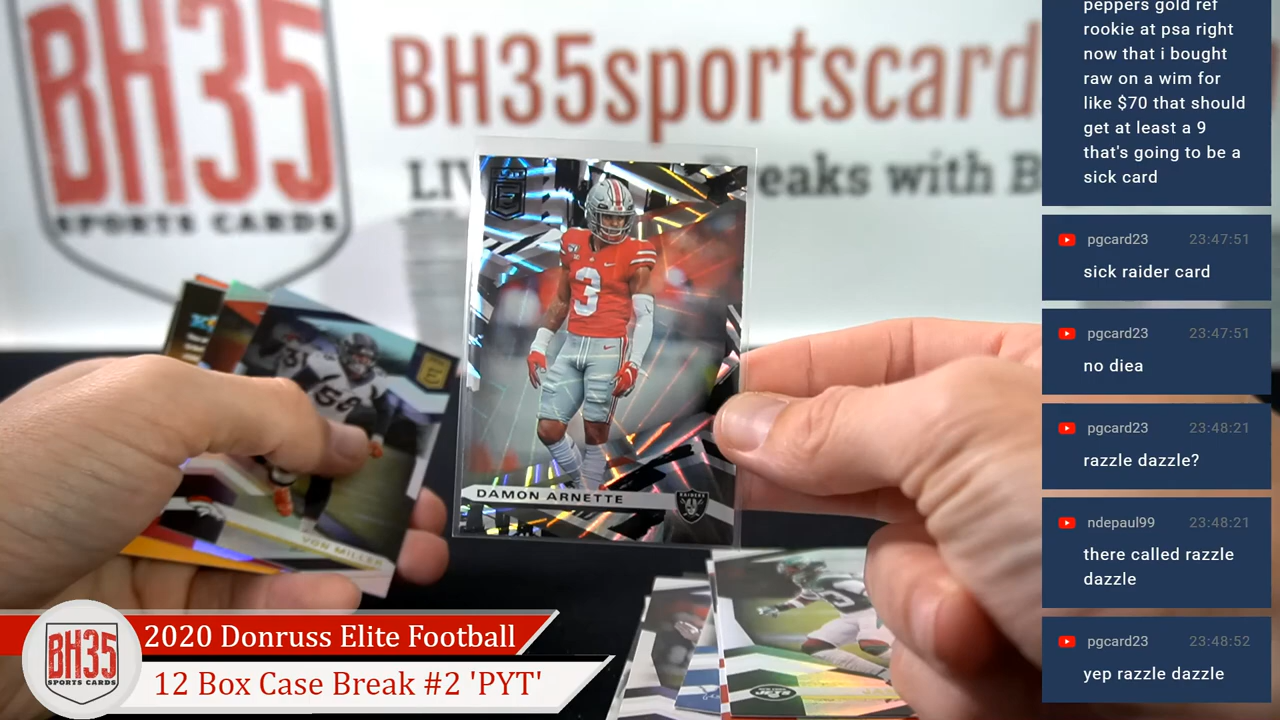 BH35
SPORTS CARDS
BH35sportscard
LIV
eaks with B
3
DAMON ARNETTE
RAIDERS
VON MILLER
peppers gold ref
rookie at psa right
now that i bought
raw on a wim for
like $70 that should
get at least a 9
that's going to be a
sick card
pgcard23 23:47:51
sick raider card
pgcard23 23:47:51
no diea
pgcard23 23:48:21
razzle dazzle?
ndepaul99 23:48:21
there called razzle
dazzle
pgcard23 23:48:52
yep razzle dazzle
BH35
SPORTS CARDS
2020 Donruss Elite Football
12 Box Case Break #2 'PYT'